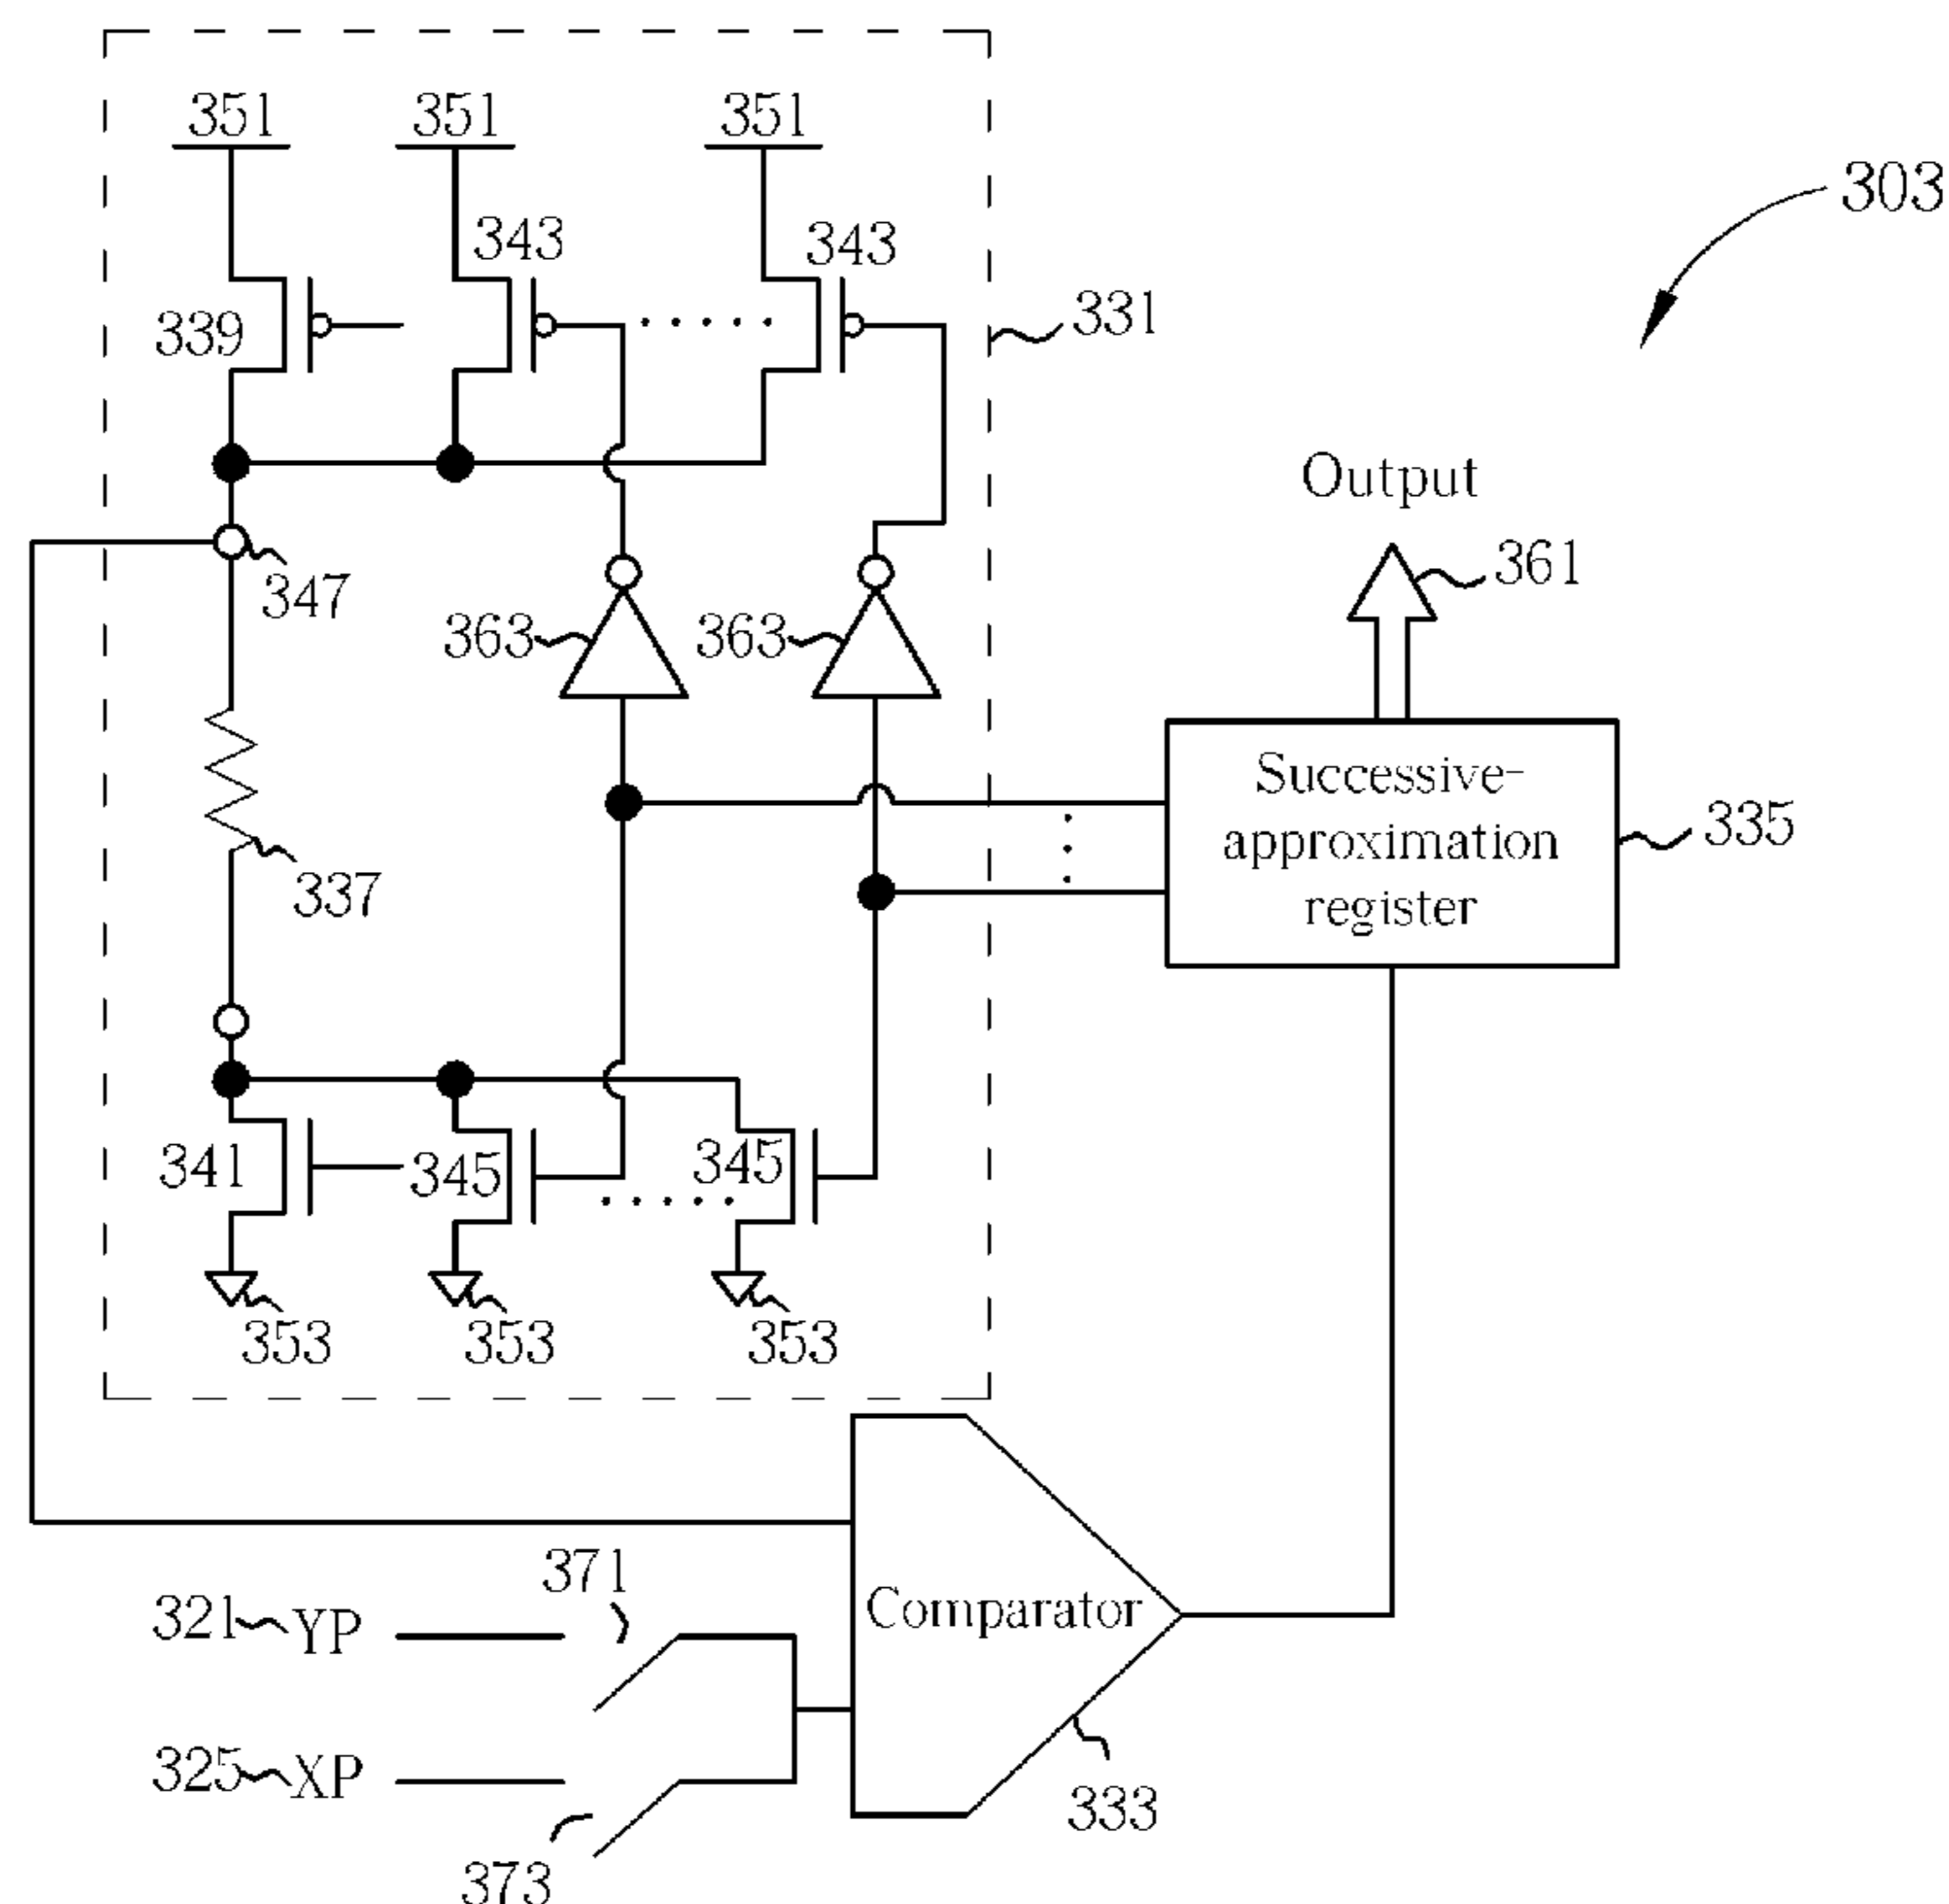 351 351 351
303
343 343
331
339
Output
361
347
363 363
Successive-
approximation
register
335
337
341 345 345
353 353 353
371
321 YP
Comparator
325 XP
333
373